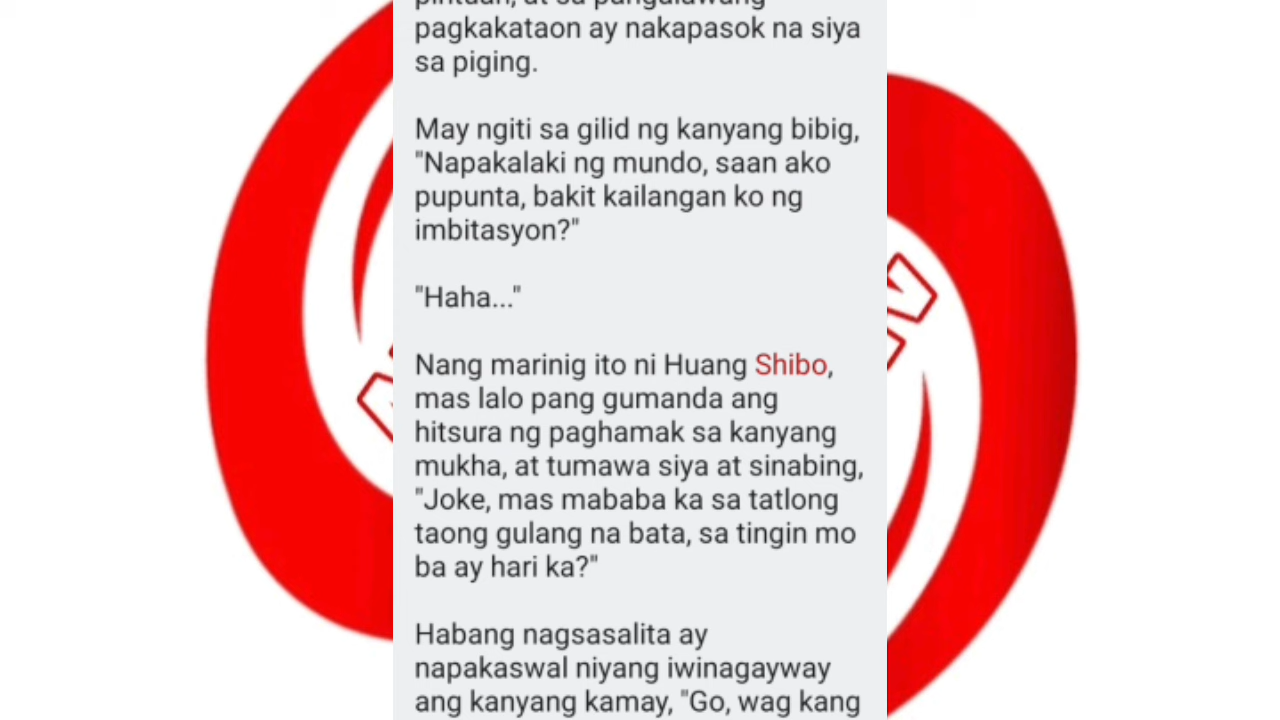 pintuan, at sa pangalawang
pagkakataon ay nakapasok na siya
sa piging.
May ngiti sa gilid ng kanyang bibig,
"Napakalaki ng mundo, saan ako
pupunta, bakit kailangan ko ng
imbitasyon?"
"Haha..."
Nang marinig ito ni Huang Shibo,
mas lalo pang gumanda ang
hitsura ng paghamak sa kanyang
mukha, at tumawa siya at sinabing,
"Joke, mas mababa ka sa tatlong
taong gulang na bata, sa tingin mo
ba ay hari ka?"
Habang nagsasalita ay
napakaswal niyang iwinagayway
ang kanyang kamay, "Go, wag kang